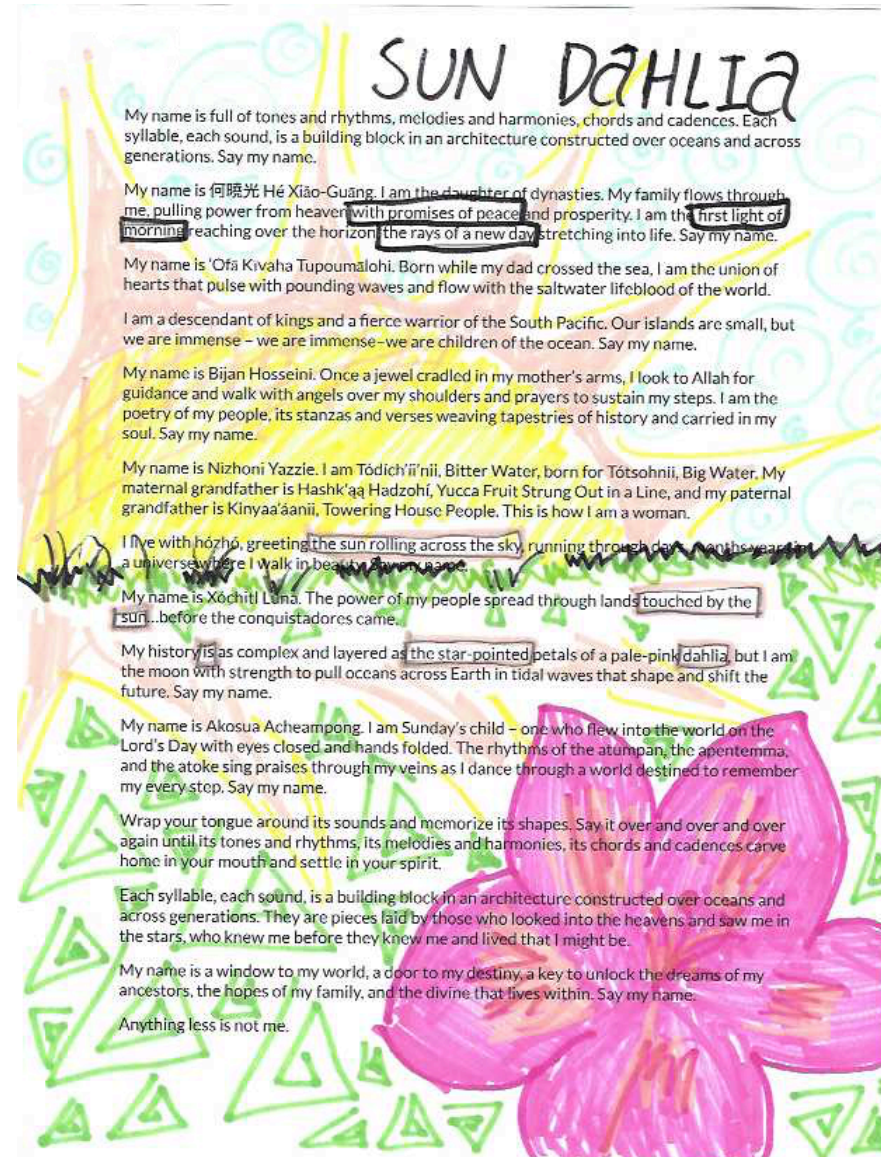 SUN DAHLIA
My name is full of tones and rhythms, melodies and harmonies, chords and cadences. Each
syllable, each sound, is a building block in an architecture constructed over oceans and across
generations. Say my name.
My name is 何曉光 Hé Xiǎo-Guāng. I am the daughter of dynasties. My family flows through
me, pulling power from heaven with promises of peace and prosperity. I am the first light of
morning reaching over the horizon, the rays of a new day stretching into life. Say my name.
My name is ‘Ofa Kivaha Tupoumālohi. Born while my dad crossed the sea, I am the union of
hearts that pulse with pounding waves and flow with the saltwater lifeblood of the world.
I am a descendant of kings and a fierce warrior of the South Pacific. Our islands are small, but
we are immense – we are immense–we are children of the ocean. Say my name.
My name is Bijan Hosseini. Once a jewel cradled in my mother's arms, I look to Allah for
guidance and walk with angels over my shoulders and prayers to sustain my steps. I am the
poetry of my people, its stanzas and verses weaving tapestries of history and carried in my
soul. Say my name.
My name is Nizhoni Yazzie. I am Tódích'íi'nii, Bitter Water, born for Tótsohnii, Big Water. My
maternal grandfather is Hashk'ąą Hadzohí, Yucca Fruit Strung Out in a Line, and my paternal
grandfather is Kinyaa'áanii, Towering House People. This is how I am a woman.
I live with hózhó, greeting the sun rolling across the sky, running through days, months years in
a universe where I walk in beauty. Say my name.
My name is Xóchitl Luna. The power of my people spread through lands touched by the
sun...before the conquistadores came.
My history is as complex and layered as the star-pointed petals of a pale-pink dahlia, but I am
the moon with strength to pull oceans across Earth in tidal waves that shape and shift the
future. Say my name.
My name is Akosua Acheampong. I am Sunday's child – one who flew into the world on the
Lord's Day with eyes closed and hands folded. The rhythms of the atumpan, the apentemma,
and the atoke sing praises through my veins as I dance through a world destined to remember
my every step. Say my name.
Wrap your tongue around its sounds and memorize its shapes. Say it over and over and over
again until its tones and rhythms, its melodies and harmonies, its chords and cadences carve
home in your mouth and settle in your spirit.
Each syllable, each sound, is a building block in an architecture constructed over oceans and
across generations. They are pieces laid by those who looked into the heavens and saw me in
the stars, who knew me before they knew me and lived that I might be.
My name is a window to my world, a door to my destiny, a key to unlock the dreams of my
ancestors, the hopes of my family, and the divine that lives within. Say my name.
Anything less is not me.